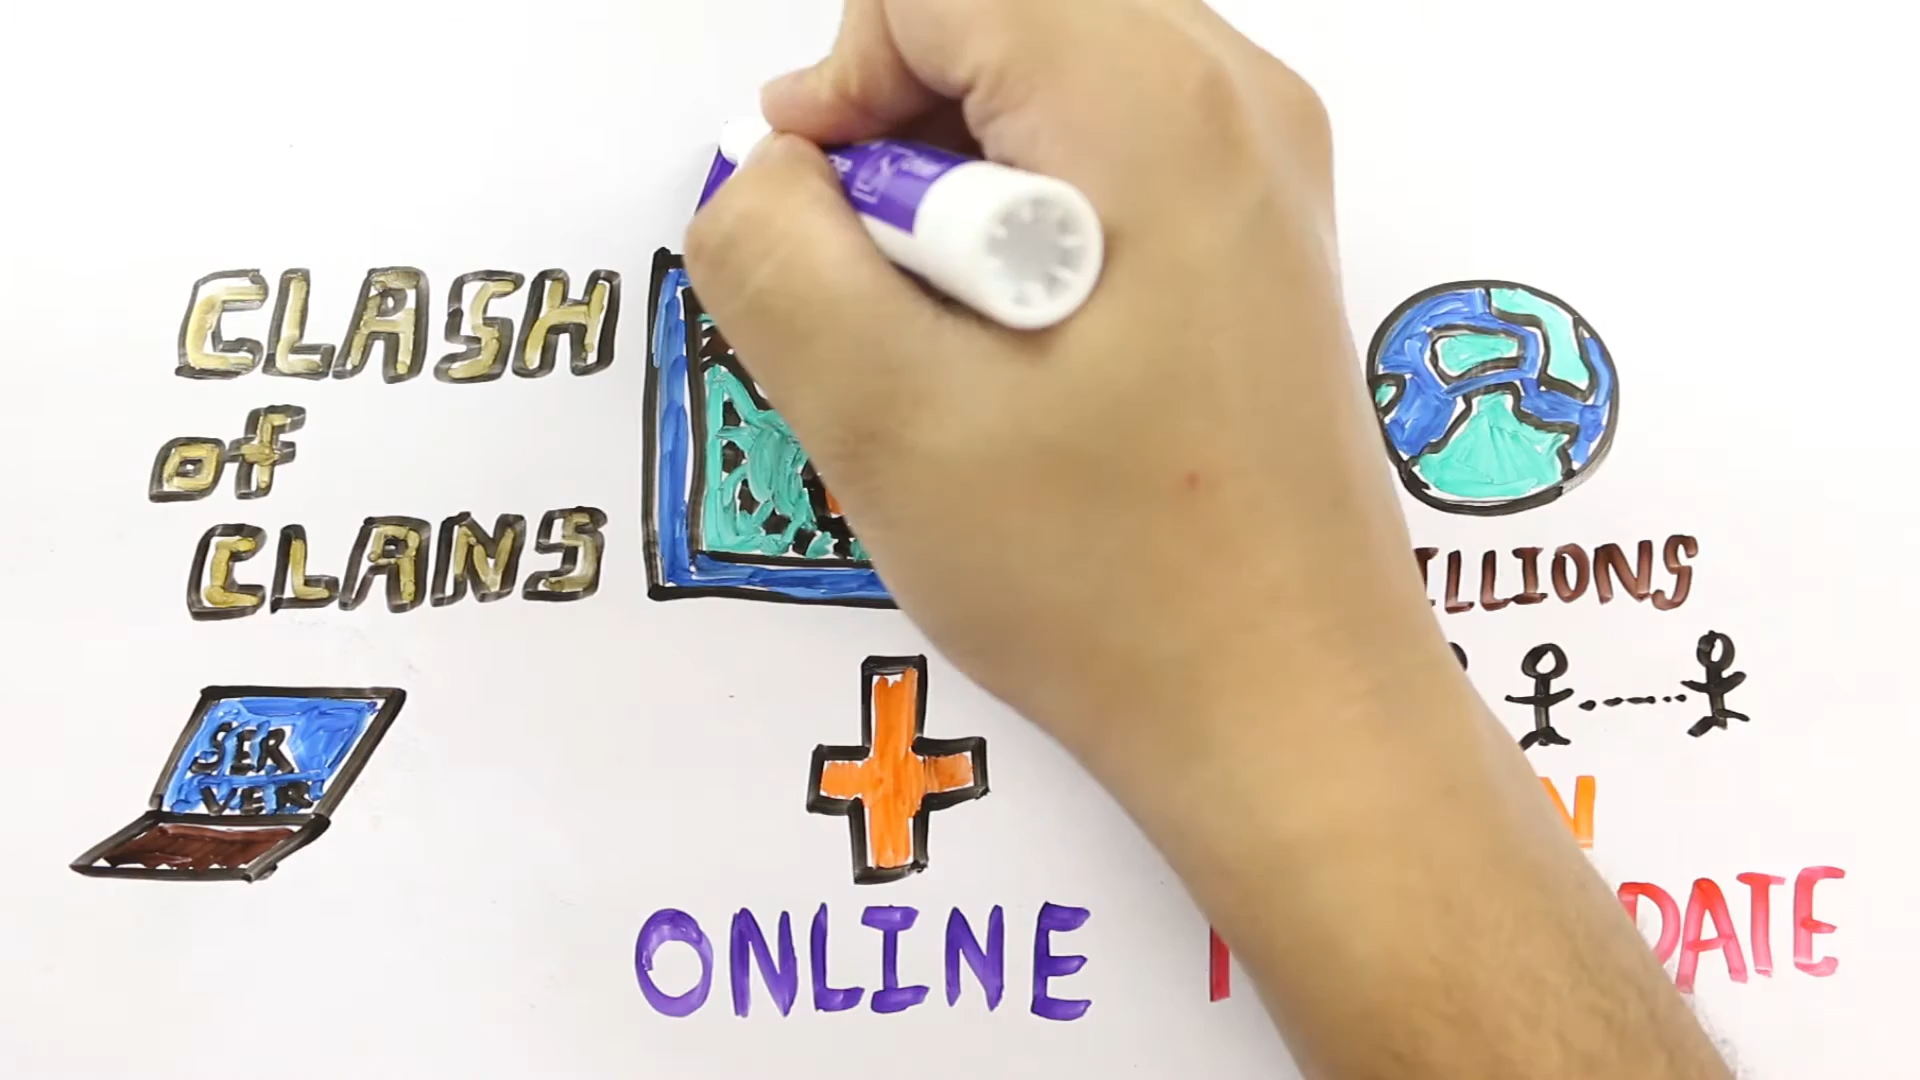 CLASH
of
CLANS
SER
VER
ONLINE
ILLIONS
N
DATE